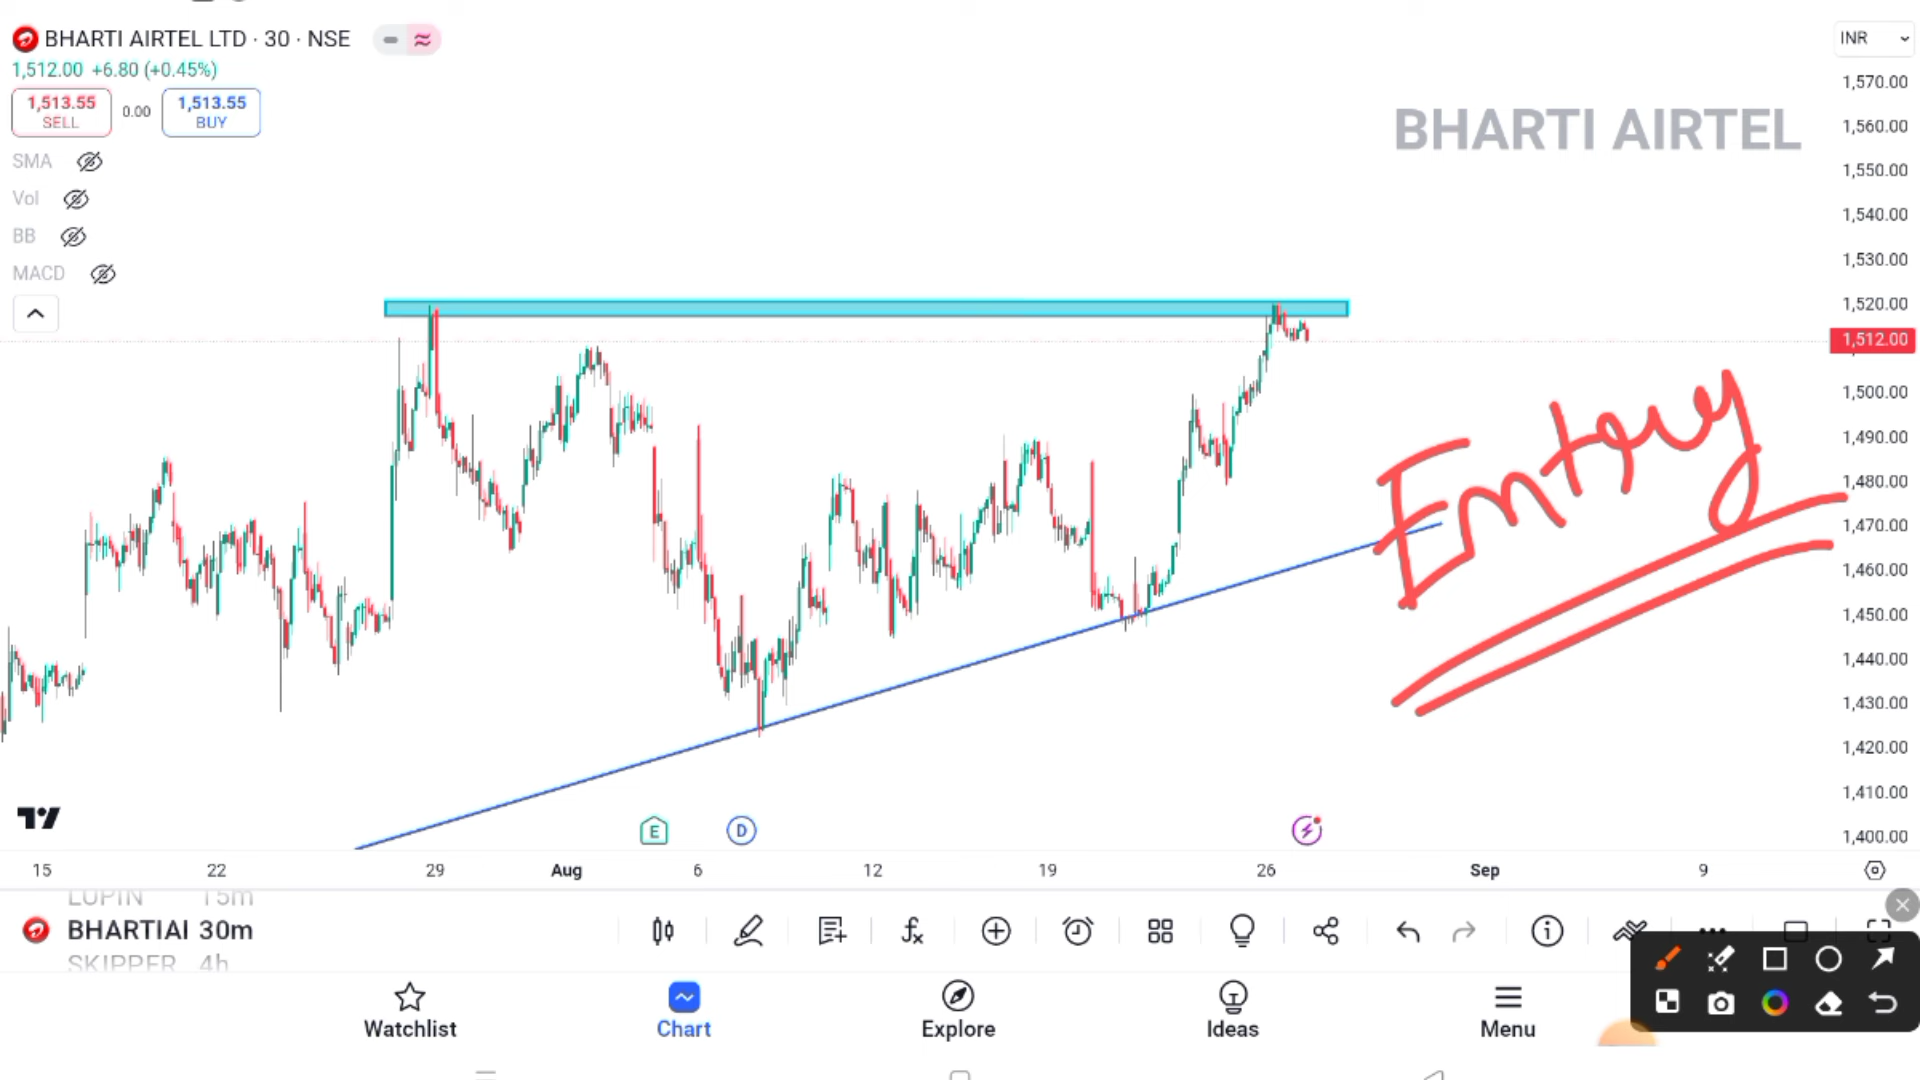 BHARTI AIRTEL LTD · 30 · NSE
INR
1,512.00 +6.80 (+0.45%)
1,513.55
SELL
0.00
1,513.55
BUY
BHARTI AIRTEL
SMA
Vol
BB
MACD
1,570.00
1,560.00
1,550.00
1,540.00
1,530.00
1,520.00
1,512.00
1,500.00
1,490.00
1,480.00
1,470.00
1,460.00
1,450.00
1,440.00
1,430.00
1,420.00
1,410.00
1,400.00
Entry
E
D
15 22 29 Aug 6 12 19 26 Sep 9
LUPIN 15m
BHARTIAI 30m
SKIPPER 4h
Watchlist
Chart
Explore
Ideas
Menu